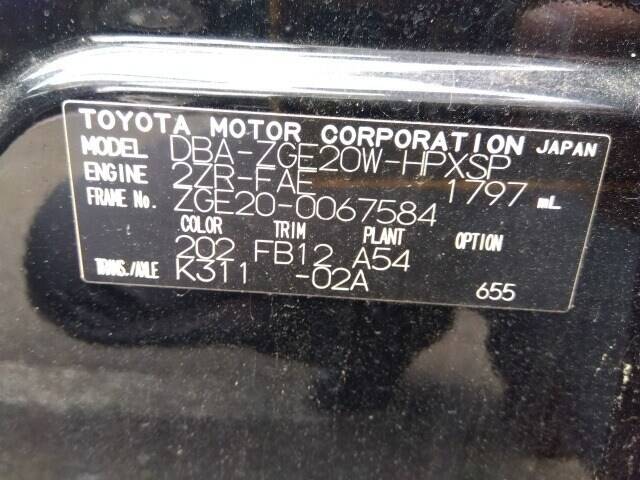 TOYOTA MOTOR CORPORATION JAPAN
MODEL DBA-ZGE20W-HPXSP
ENGINE 2ZR-FAE 1797 mL
FRAME No. ZGE20-0067584
COLOR TRIM PLANT OPTION
202 FB12 A54
TRANS./AXLE K311 -02A
655